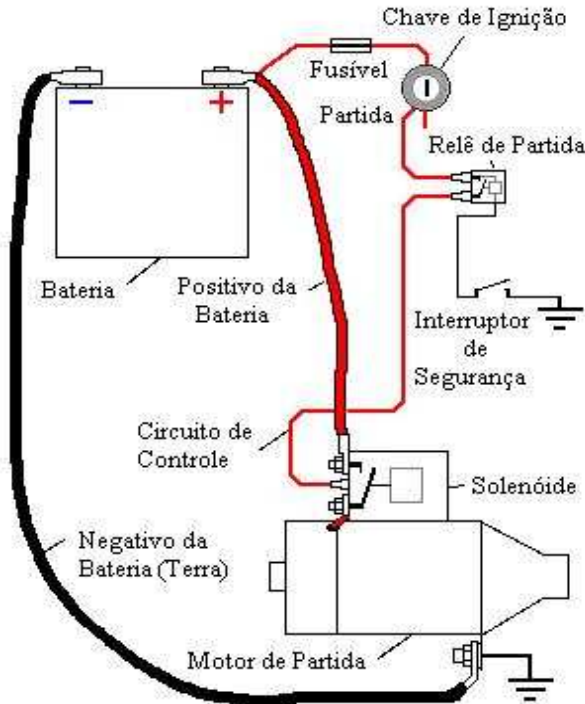 Chave de Ignição
Fusível
Partida
Relê de Partida
−
+
Bateria
Positivo da
Bateria
Interruptor
de
Segurança
Circuito de
Controle
Solenóide
Negativo da
Bateria (Terra)
Motor de Partida